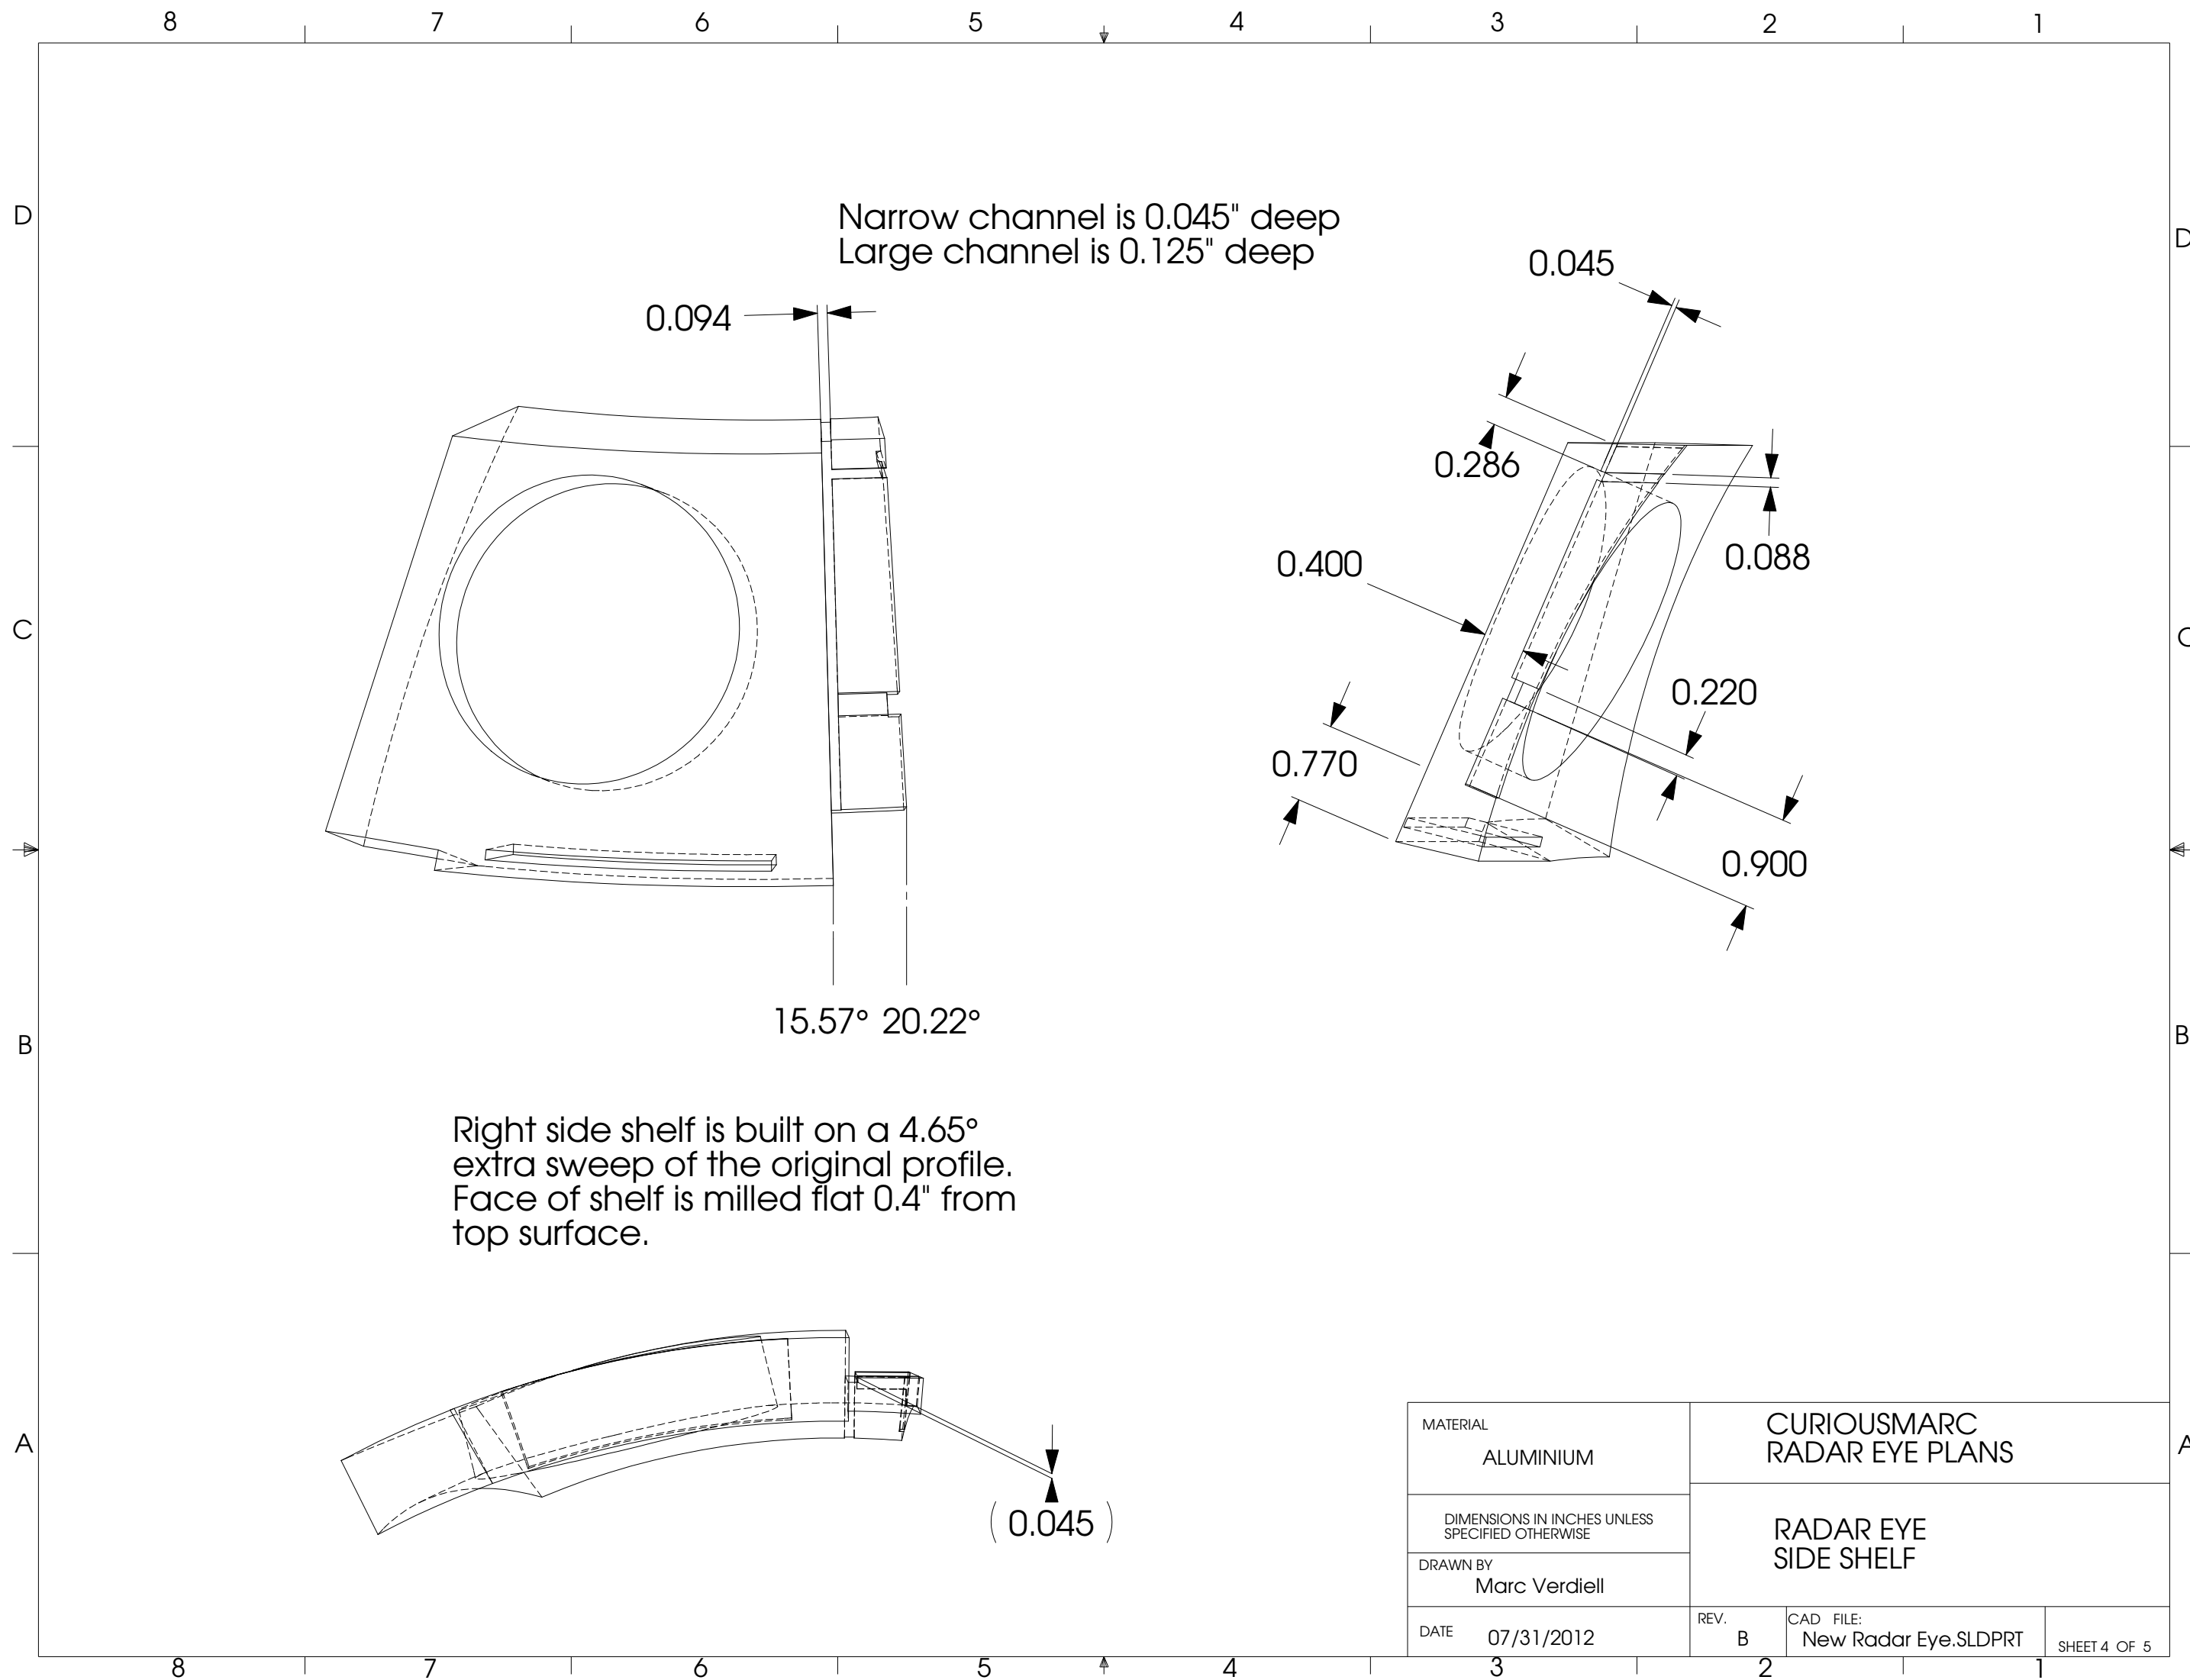 8 7 6 5 4 3 2 1
D
D
Narrow channel is 0.045" deep
Large channel is 0.125" deep
0.045
0.094
0.286
0.088
0.400
C
C
0.220
0.770
0.900
15.57° 20.22°
B
B
Right side shelf is built on a 4.65°
extra sweep of the original profile.
Face of shelf is milled flat 0.4" from
top surface.
(0.045)
A
A
MATERIAL
ALUMINIUM
CURIOUSMARC
RADAR EYE PLANS
DIMENSIONS IN INCHES UNLESS
SPECIFIED OTHERWISE
RADAR EYE
SIDE SHELF
DRAWN BY
Marc Verdiell
DATE 07/31/2012
REV.
B
CAD FILE:
New Radar Eye.SLDPRT
SHEET 4 OF 5
8 7 6 5 4 3 2 1